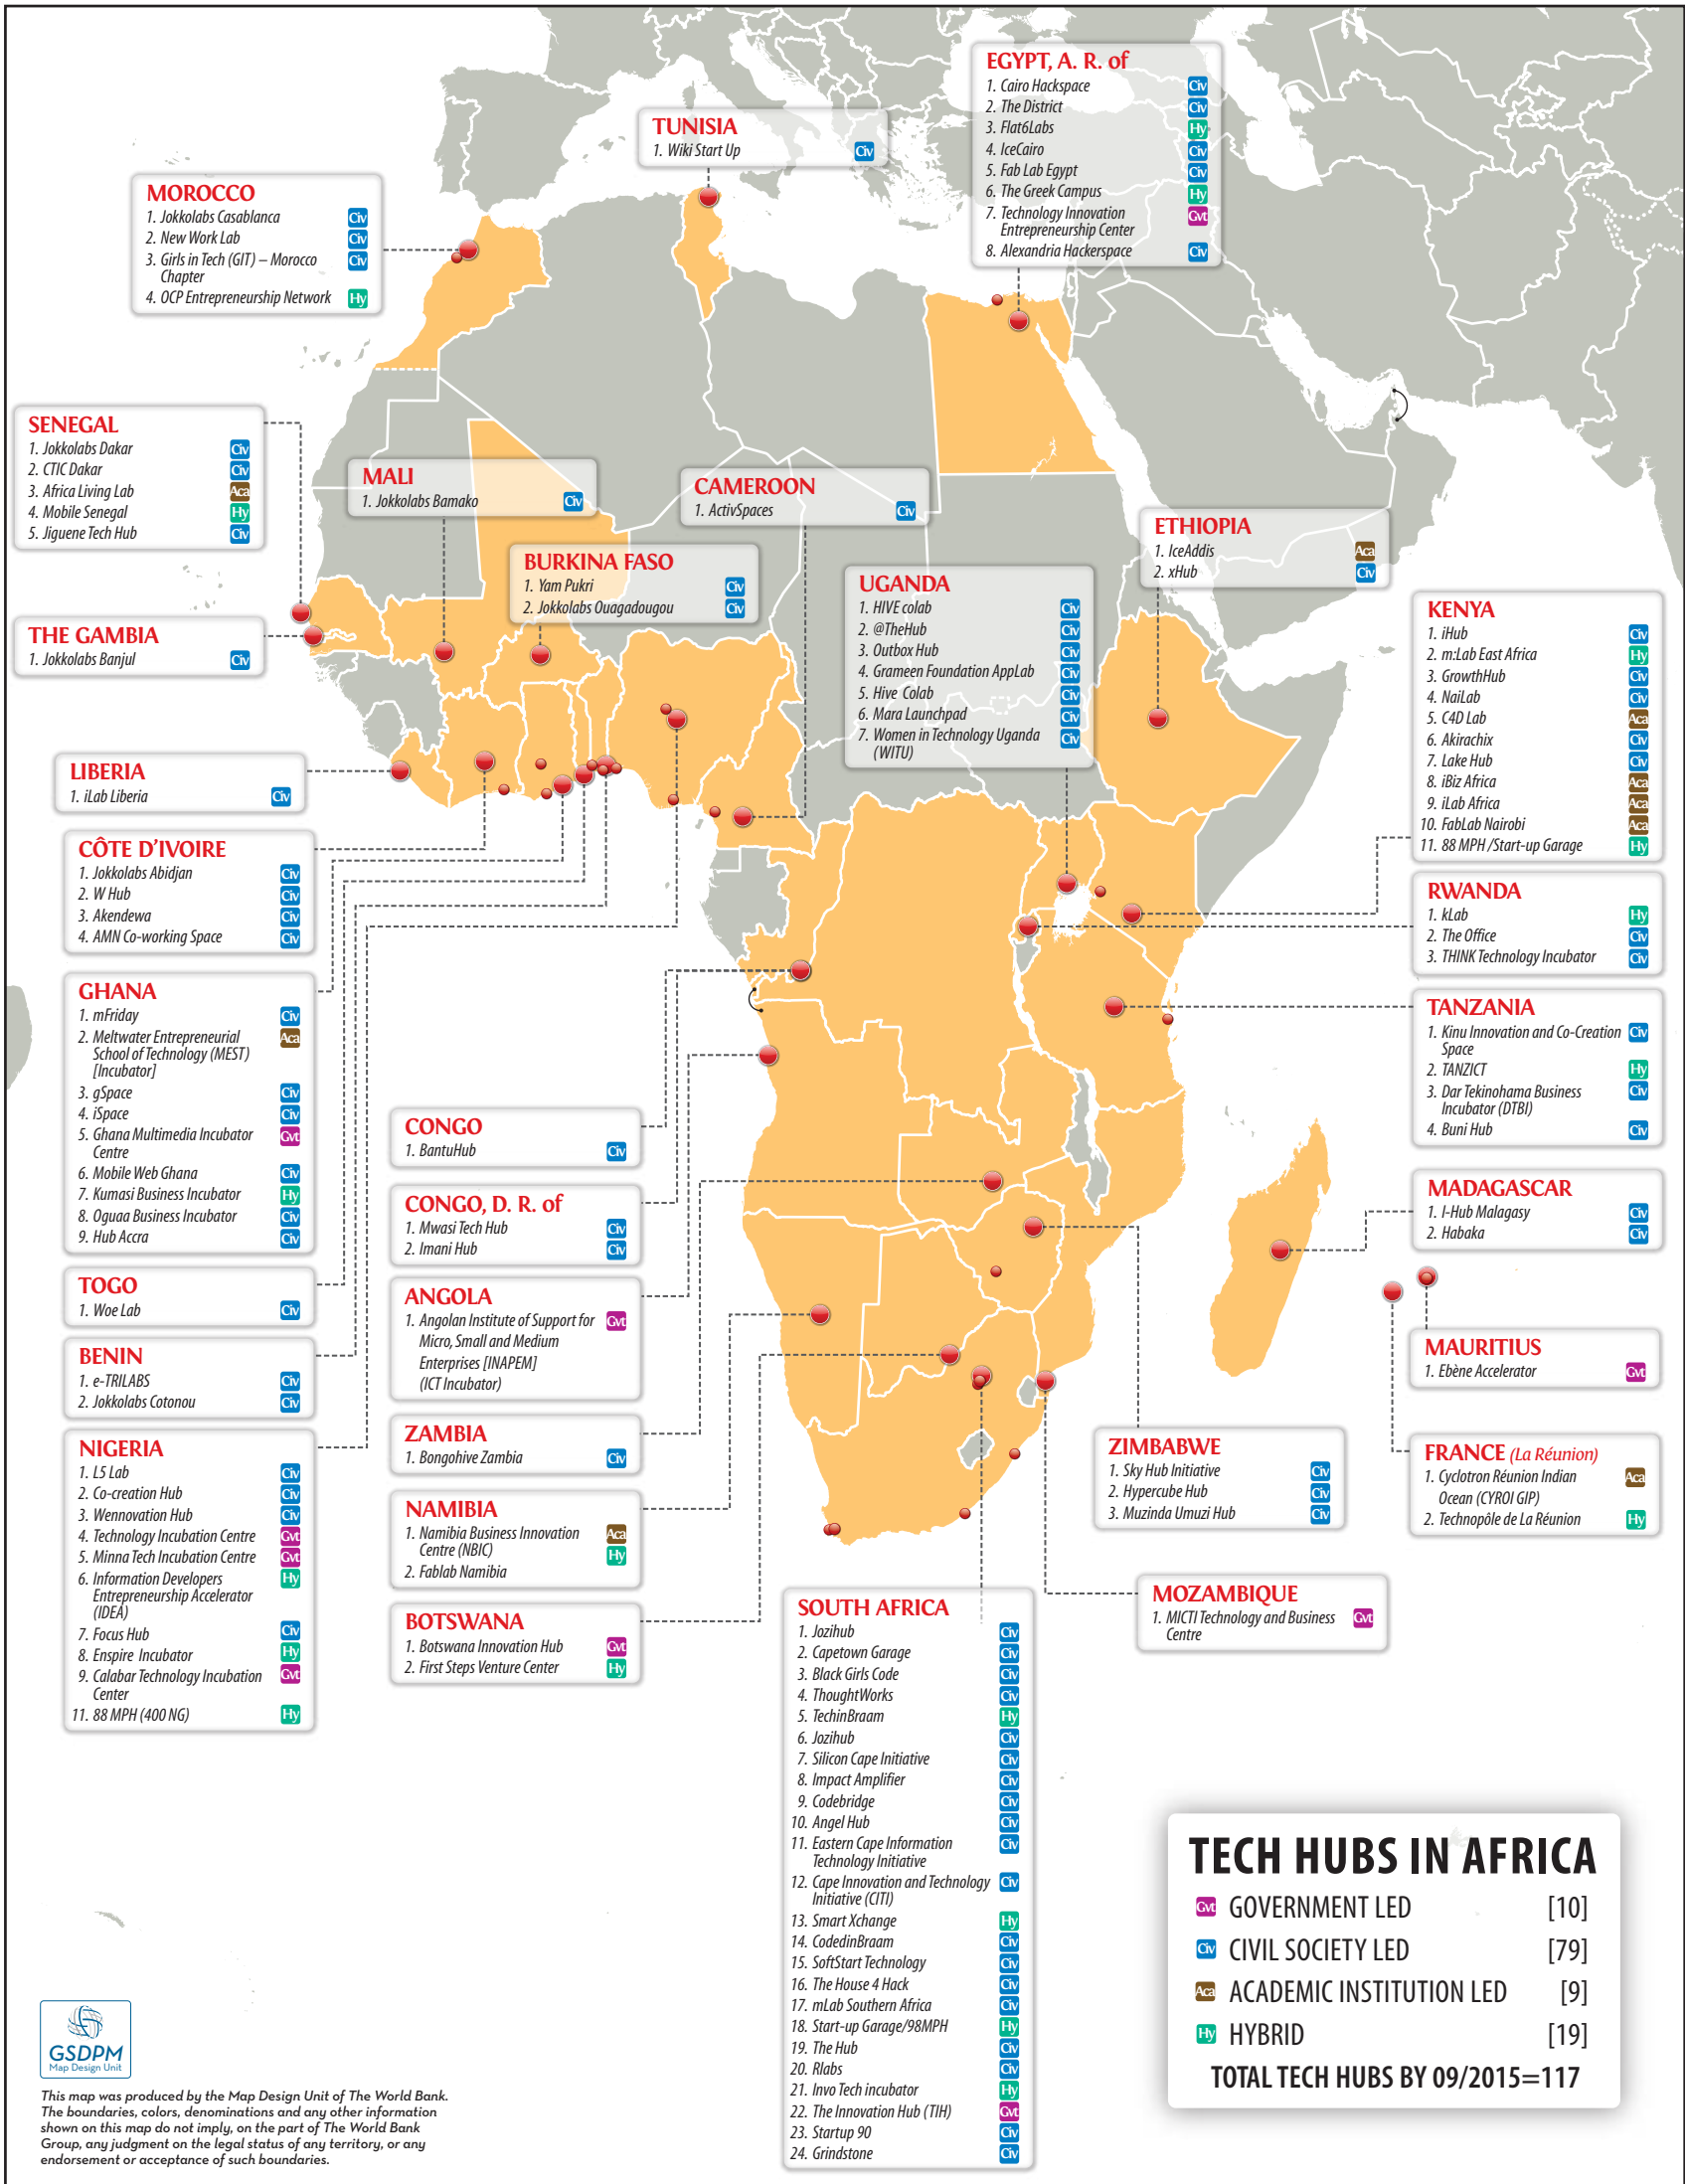 EGYPT, A. R. of
1. Cairo Hackspace Civ
2. The District Civ
3. Flat6Labs Hy
4. IceCairo Civ
5. Fab Lab Egypt Civ
6. The Greek Campus Hy
7. Technology Innovation Gvt
Entrepreneurship Center
8. Alexandria Hackerspace Civ
TUNISIA
1. Wiki Start Up Civ
MOROCCO
1. Jokkolabs Casablanca Civ
2. New Work Lab Civ
3. Girls in Tech (GIT) – Morocco Civ
Chapter
4. OCP Entrepreneurship Network Hy
SENEGAL
1. Jokkolabs Dakar Civ
2. CTIC Dakar Civ
3. Africa Living Lab Aca
4. Mobile Senegal Hy
5. Jiguene Tech Hub Civ
MALI
1. Jokkolabs Bamako Civ
CAMEROON
1. ActivSpaces Civ
ETHIOPIA
1. IceAddis Aca
2. xHub Civ
BURKINA FASO
1. Yam Pukri Civ
2. Jokkolabs Ouagadougou Civ
UGANDA
1. HIVE colab Civ
2. @TheHub Civ
3. Outbox Hub Civ
4. Grameen Foundation AppLab Civ
5. Hive Colab Civ
6. Mara Launchpad Civ
7. Women in Technology Uganda Civ
(WITU)
KENYA
1. iHub Civ
2. m:Lab East Africa Hy
3. GrowthHub Civ
4. NaiLab Civ
5. C4D Lab Aca
6. Akirachix Civ
7. Lake Hub Civ
8. iBiz Africa Aca
9. iLab Africa Aca
10. FabLab Nairobi Aca
11. 88 MPH /Start-up Garage Hy
THE GAMBIA
1. Jokkolabs Banjul Civ
LIBERIA
1. iLab Liberia Civ
CÔTE D'IVOIRE
1. Jokkolabs Abidjan Civ
2. W Hub Civ
3. Akendewa Civ
4. AMN Co-working Space Civ
RWANDA
1. kLab Hy
2. The Office Civ
3. THINK Technology Incubator Civ
GHANA
1. mFriday Civ
2. Meltwater Entrepreneurial Aca
School of Technology (MEST)
[Incubator]
3. gSpace Civ
4. iSpace Civ
5. Ghana Multimedia Incubator Gvt
Centre
6. Mobile Web Ghana Civ
7. Kumasi Business Incubator Hy
8. Oguaa Business Incubator Civ
9. Hub Accra Civ
TANZANIA
1. Kinu Innovation and Co-Creation Civ
Space
2. TANZICT Hy
3. Dar Tekinohama Business Civ
Incubator (DTBI)
4. Buni Hub Civ
CONGO
1. BantuHub Civ
CONGO, D. R. of
1. Mwasi Tech Hub Civ
2. Imani Hub Civ
MADAGASCAR
1. I-Hub Malagasy Civ
2. Habaka Civ
TOGO
1. Woe Lab Civ
ANGOLA
1. Angolan Institute of Support for Gvt
Micro, Small and Medium
Enterprises [INAPEM]
(ICT Incubator)
BENIN
1. e-TRILABS Civ
2. Jokkolabs Cotonou Civ
MAURITIUS
1. Ebène Accelerator Gvt
NIGERIA
1. L5 Lab Civ
2. Co-creation Hub Civ
3. Wennovation Hub Civ
4. Technology Incubation Centre Gvt
5. Minna Tech Incubation Centre Gvt
6. Information Developers Hy
Entrepreneurship Accelerator
(IDEA)
7. Focus Hub Civ
8. Enspire Incubator Hy
9. Calabar Technology Incubation Gvt
Center
11. 88 MPH (400 NG) Hy
ZAMBIA
1. Bongohive Zambia Civ
NAMIBIA
1. Namibia Business Innovation Aca
Centre (NBIC) Hy
2. Fablab Namibia
BOTSWANA
1. Botswana Innovation Hub Gvt
2. First Steps Venture Center Hy
ZIMBABWE
1. Sky Hub Initiative Civ
2. Hypercube Hub Civ
3. Muzinda Umuzi Hub Civ
FRANCE (La Réunion)
1. Cyclotron Réunion Indian Aca
Ocean (CYROI GIP)
2. Technopôle de La Réunion Hy
MOZAMBIQUE
1. MICTI Technology and Business Gvt
Centre
SOUTH AFRICA
1. Jozihub Civ
2. Capetown Garage Civ
3. Black Girls Code Civ
4. ThoughtWorks Civ
5. TechinBraam Hy
6. Jozihub Civ
7. Silicon Cape Initiative Civ
8. Impact Amplifier Civ
9. Codebridge Civ
10. Angel Hub Civ
11. Eastern Cape Information Civ
Technology Initiative
12. Cape Innovation and Technology Civ
Initiative (CITI)
13. Smart Xchange Hy
14. CodedinBraam Civ
15. SoftStart Technology Civ
16. The House 4 Hack Civ
17. mLab Southern Africa Civ
18. Start-up Garage/98MPH Hy
19. The Hub Civ
20. Rlabs Civ
21. Invo Tech incubator Hy
22. The Innovation Hub (TIH) Gvt
23. Startup 90 Civ
24. Grindstone Civ
TECH HUBS IN AFRICA
Gvt GOVERNMENT LED [10]
Civ CIVIL SOCIETY LED [79]
Aca ACADEMIC INSTITUTION LED [9]
Hy HYBRID [19]
TOTAL TECH HUBS BY 09/2015=117
GSDPM
Map Design Unit
This map was produced by the Map Design Unit of The World Bank.
The boundaries, colors, denominations and any other information
shown on this map do not imply, on the part of The World Bank
Group, any judgment on the legal status of any territory, or any
endorsement or acceptance of such boundaries.